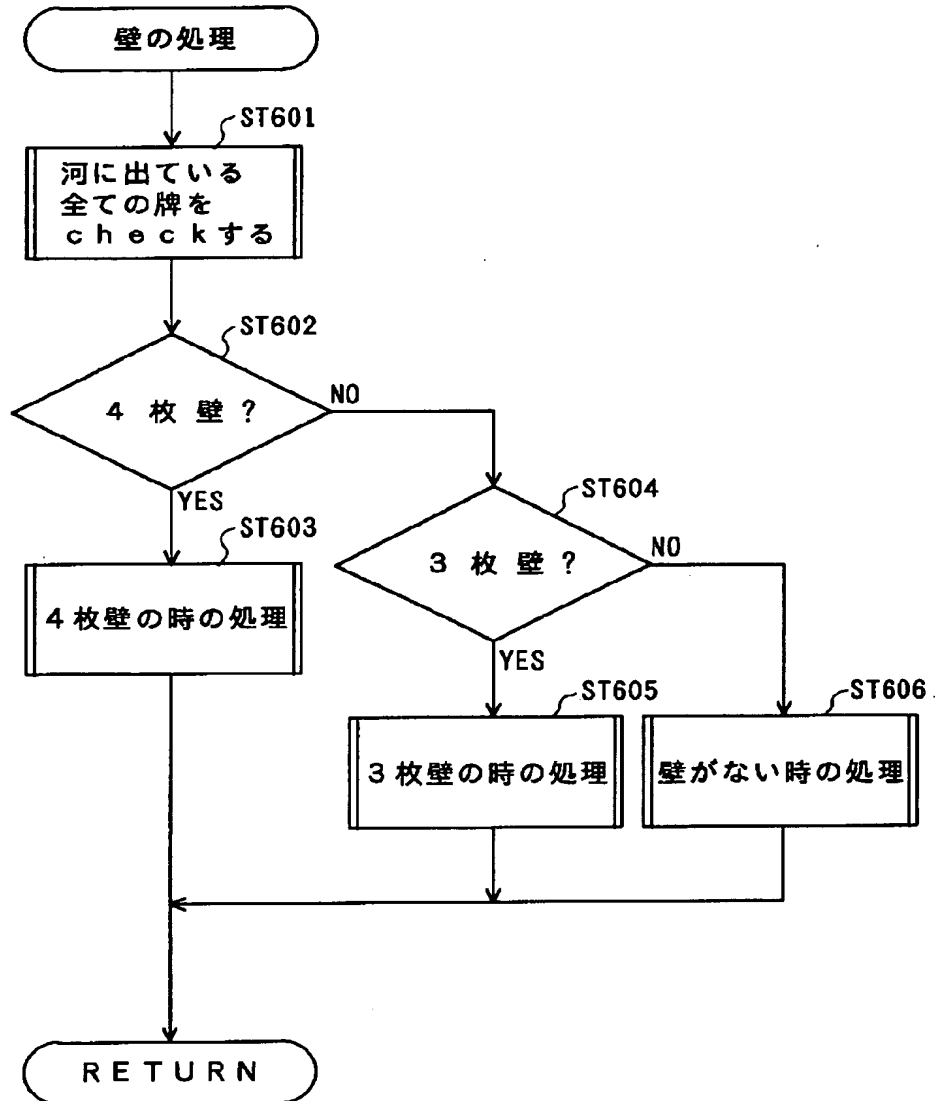 壁の処理
ST601
河に出ている
全ての牌を
ｃｈｅｃｋする
ST602
４枚壁？
NO
YES
ST603
４枚壁の時の処理
ST604
３枚壁？
NO
YES
ST605
３枚壁の時の処理
ST606
壁がない時の処理
ＲＥＴＵＲＮ